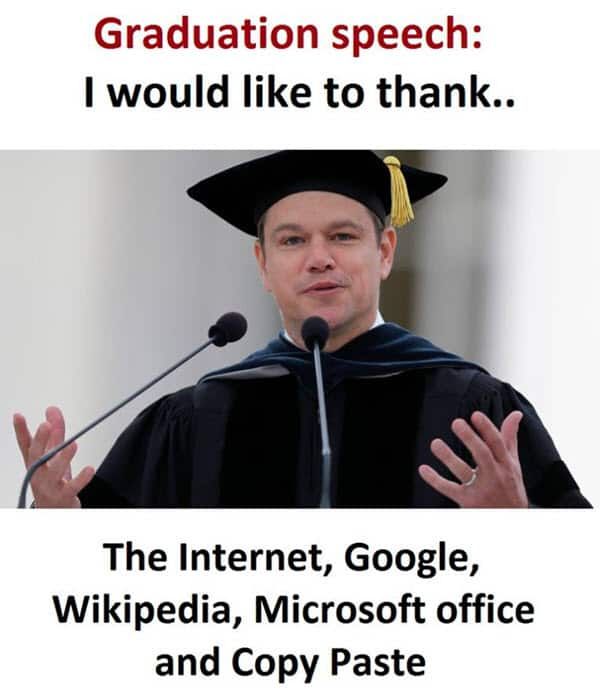 Graduation speech:
I would like to thank..
The Internet, Google,
Wikipedia, Microsoft office
and Copy Paste